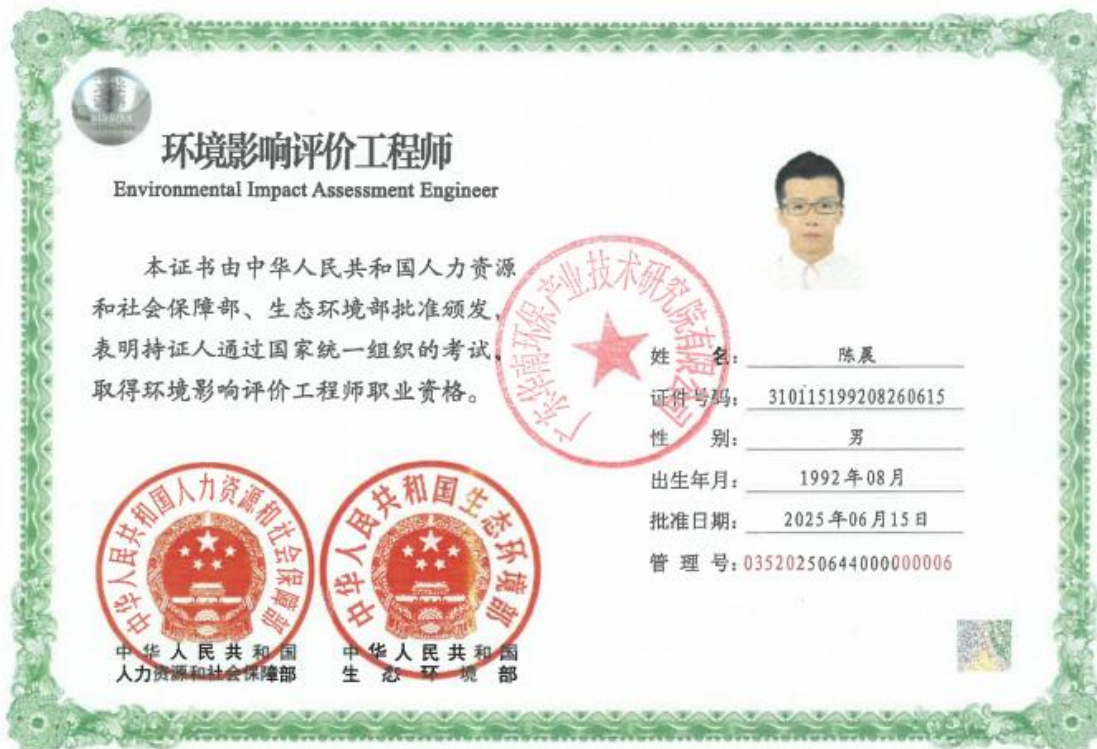 环境影响评价工程师
Environmental Impact Assessment Engineer
本证书由中华人民共和国人力资源
和社会保障部、生态环境部批准颁发,
表明持证人通过国家统一组织的考试,
取得环境影响评价工程师职业资格。
广东华南环保产业技术研究院有限公司
姓 名: 陈晨
证件号码: 310115199208260615
性 别: 男
出生年月: 1992年08月
批准日期: 2025年06月15日
管 理 号: 03520250644000000006
中华人民共和国人力资源和社会保障部
中华人民共和国生态环境部
中华人民共和国
人力资源和社会保障部
中华人民共和国
生态环境部